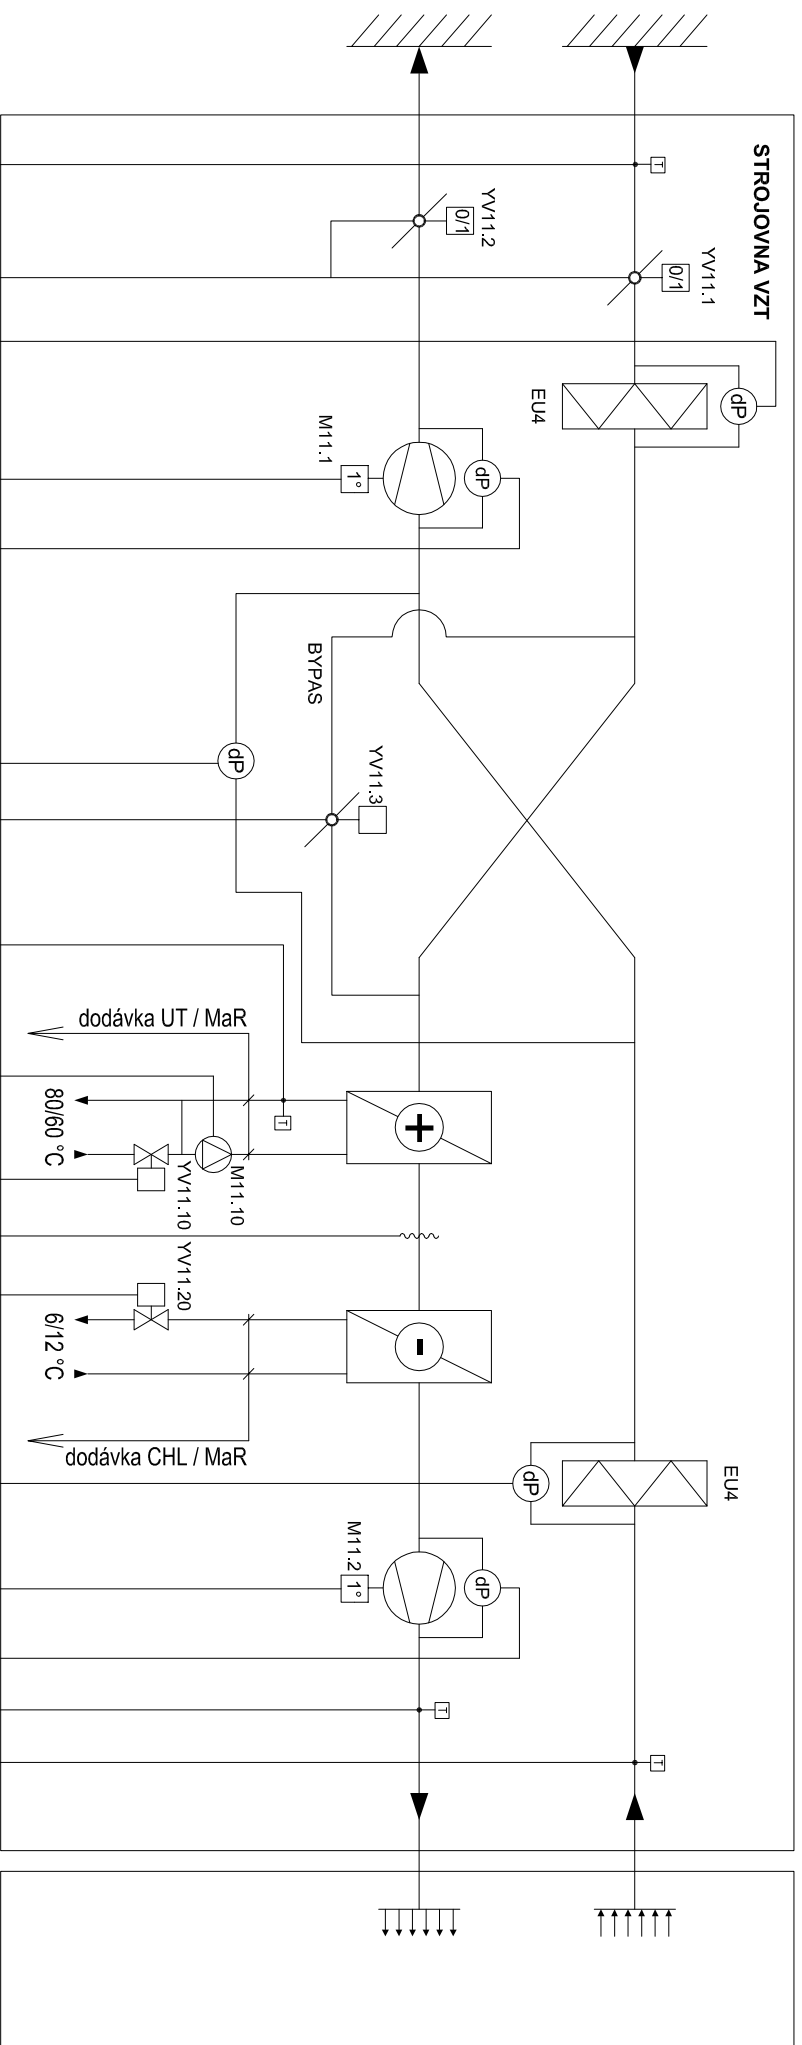 STROJOVNA VZT
T
YV11.1
0/1
YV11.2
0/1
EU4
dP
M11.1
1°
dP
BYPAS
dP
YV11.3
dodávka UT / MaR
80/60 °C
T
M11.10
YV11.10
YV11.20
6/12 °C
+
-
dodávka CHL / MaR
EU4
dP
M11.2
1°
dP
T
T